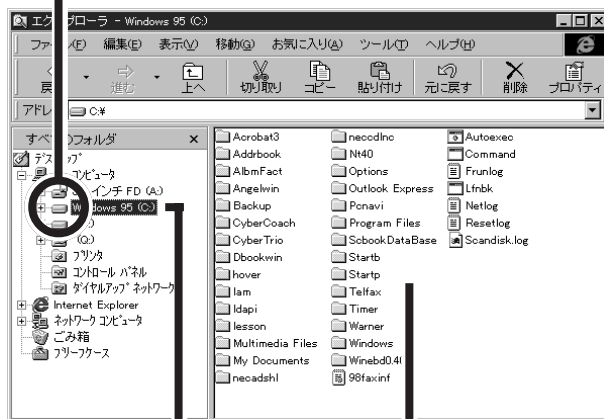 エクスプローラ - Windows 95 (C:)
ファイル(F) 編集(E) 表示(V) 移動(G) お気に入り(A) ツール(T) ヘルプ(H)
戻 進む 上へ 切り取り コピー 貼り付け 元に戻す 削除 プロパティ
アドレ C:¥
すべてのフォルダ ×
デスクトップ
コンピュータ
インチ FD (A:)
Windows 95 (C:)
(Q:)
プリンタ
コントロール パネル
ダイヤルアップ ネットワーク
Internet Explorer
ネットワーク コンピュータ
ごみ箱
ブリーフケース
Acrobat3
Addrbook
AlbmFact
Angelwin
Backup
CyberCoach
CyberTrio
Dbookwin
hover
Iam
Idapi
lesson
Multimedia Files
My Documents
necadshl
neccdInc
Nt40
Options
Outlook Express
Pcnavi
Program Files
ScbookDataBase
Startb
Startp
Telfax
Timer
Warner
Windows
Winebd0.40
98faxinf
Autoexec
Command
Frunlog
Lfnbk
Netlog
Resetlog
Scandisk.log